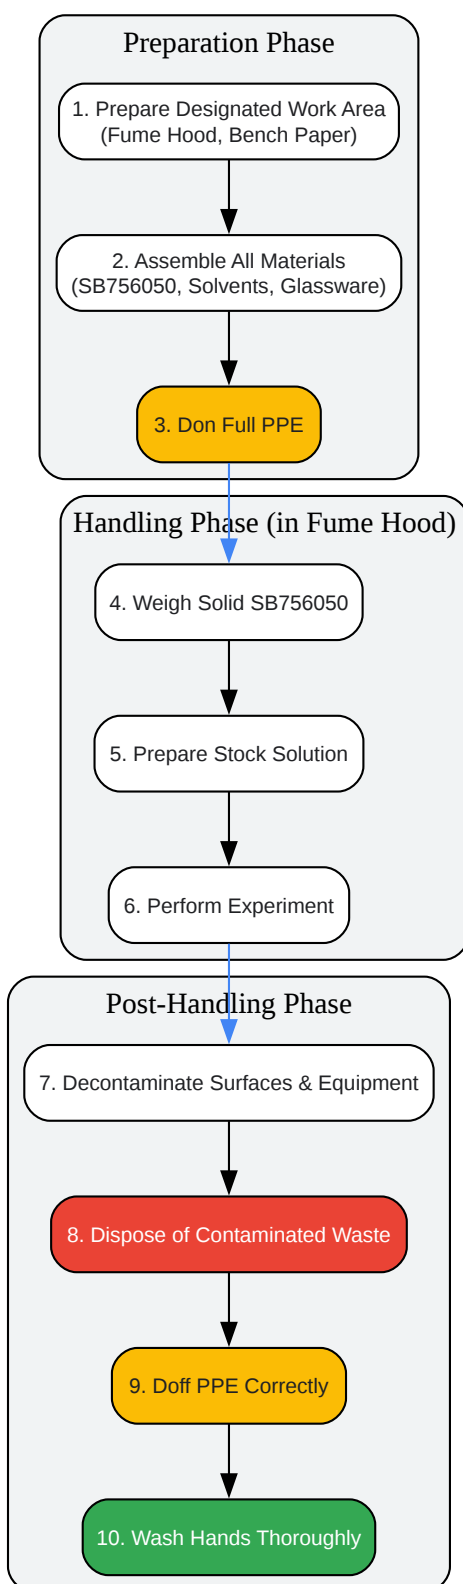 Preparation Phase
1. Prepare Designated Work Area
(Fume Hood, Bench Paper)
2. Assemble All Materials
(SB756050, Solvents, Glassware)
3. Don Full PPE
Handling Phase (in Fume Hood)
4. Weigh Solid SB756050
5. Prepare Stock Solution
6. Perform Experiment
Post-Handling Phase
7. Decontaminate Surfaces & Equipment
8. Dispose of Contaminated Waste
9. Doff PPE Correctly
10. Wash Hands Thoroughly